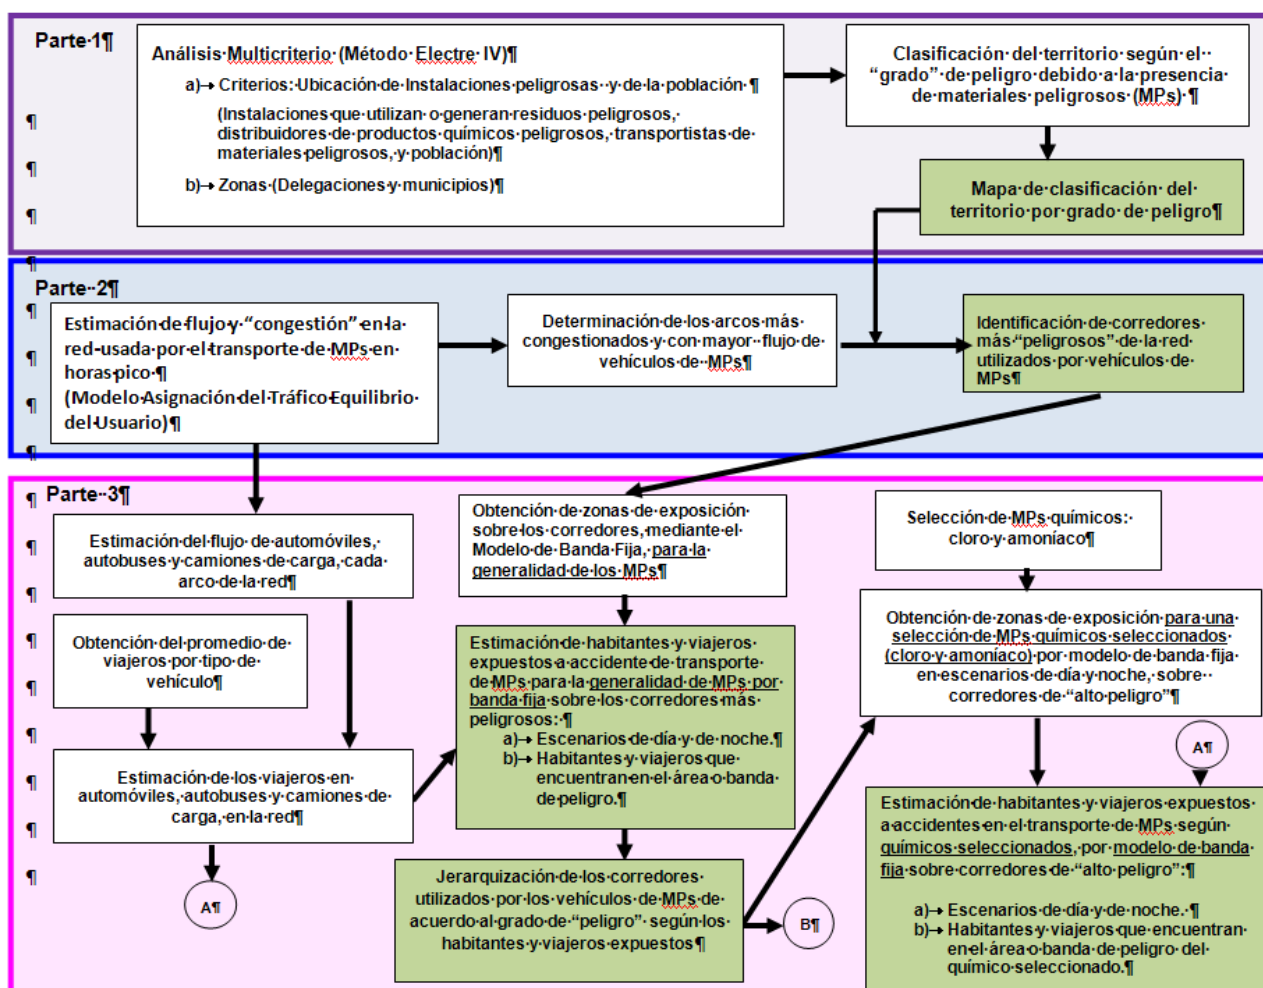 Parte 1¶
Análisis Multicriterio (Método Electre IV)¶
a)→ Criterios: Ubicación de Instalaciones peligrosas y de la población ¶
(Instalaciones que utilizan o generan residuos peligrosos,
distribuidores de productos químicos peligrosos, transportistas de
materiales peligrosos, y población)¶
b)→ Zonas (Delegaciones y municipios)¶
Clasificación del territorio según el
“grado” de peligro debido a la presencia
de materiales peligrosos (MPs) ¶
Mapa de clasificación del
territorio por grado de peligro¶
¶
¶
¶
¶
Parte 2¶
Estimación de flujo y “congestión” en la
red usada por el transporte de MPs en
horas pico ¶
(Modelo Asignación del Tráfico Equilibrio
del Usuario)¶
Determinación de los arcos más
congestionados y con mayor flujo de
vehículos de MPs¶
Identificación de corredores
más “peligrosos” de la red
utilizados por vehículos de
MPs¶
¶
¶
¶
¶
Parte 3¶
Estimación del flujo de automóviles,
autobuses y camiones de carga, cada
arco de la red¶
Obtención del promedio de
viajeros por tipo de
vehículo¶
Estimación de los viajeros en
automóviles, autobuses y camiones de
carga, en la red¶
A¶
Obtención de zonas de exposición
sobre los corredores, mediante el
Modelo de Banda Fija, para la
generalidad de los MPs¶
Estimación de habitantes y viajeros
expuestos a accidente de transporte
de MPs para la generalidad de MPs por
banda fija sobre los corredores más
peligrosos: ¶
a)→ Escenarios de día y de noche.¶
b)→ Habitantes y viajeros que
encuentran en el área o banda
de peligro.¶
Jerarquización de los corredores
utilizados por los vehículos de MPs de
acuerdo al grado de “peligro” según los
habitantes y viajeros expuestos¶
B¶
Selección de MPs químicos:
cloro y amoníaco¶
Obtención de zonas de exposición para una
selección de MPs químicos seleccionados
(cloro y amoníaco) por modelo de banda fija
en escenarios de día y noche, sobre
corredores de “alto peligro”¶
A¶
Estimación de habitantes y viajeros expuestos
a accidentes en el transporte de MPs según
químicos seleccionados, por modelo de banda
fija sobre corredores de “alto peligro”:¶
a)→ Escenarios de día y de noche. ¶
b)→ Habitantes y viajeros que encuentran
en el área o banda de peligro del
químico seleccionado.¶
¶
¶
¶
¶
¶
¶
¶
¶
¶